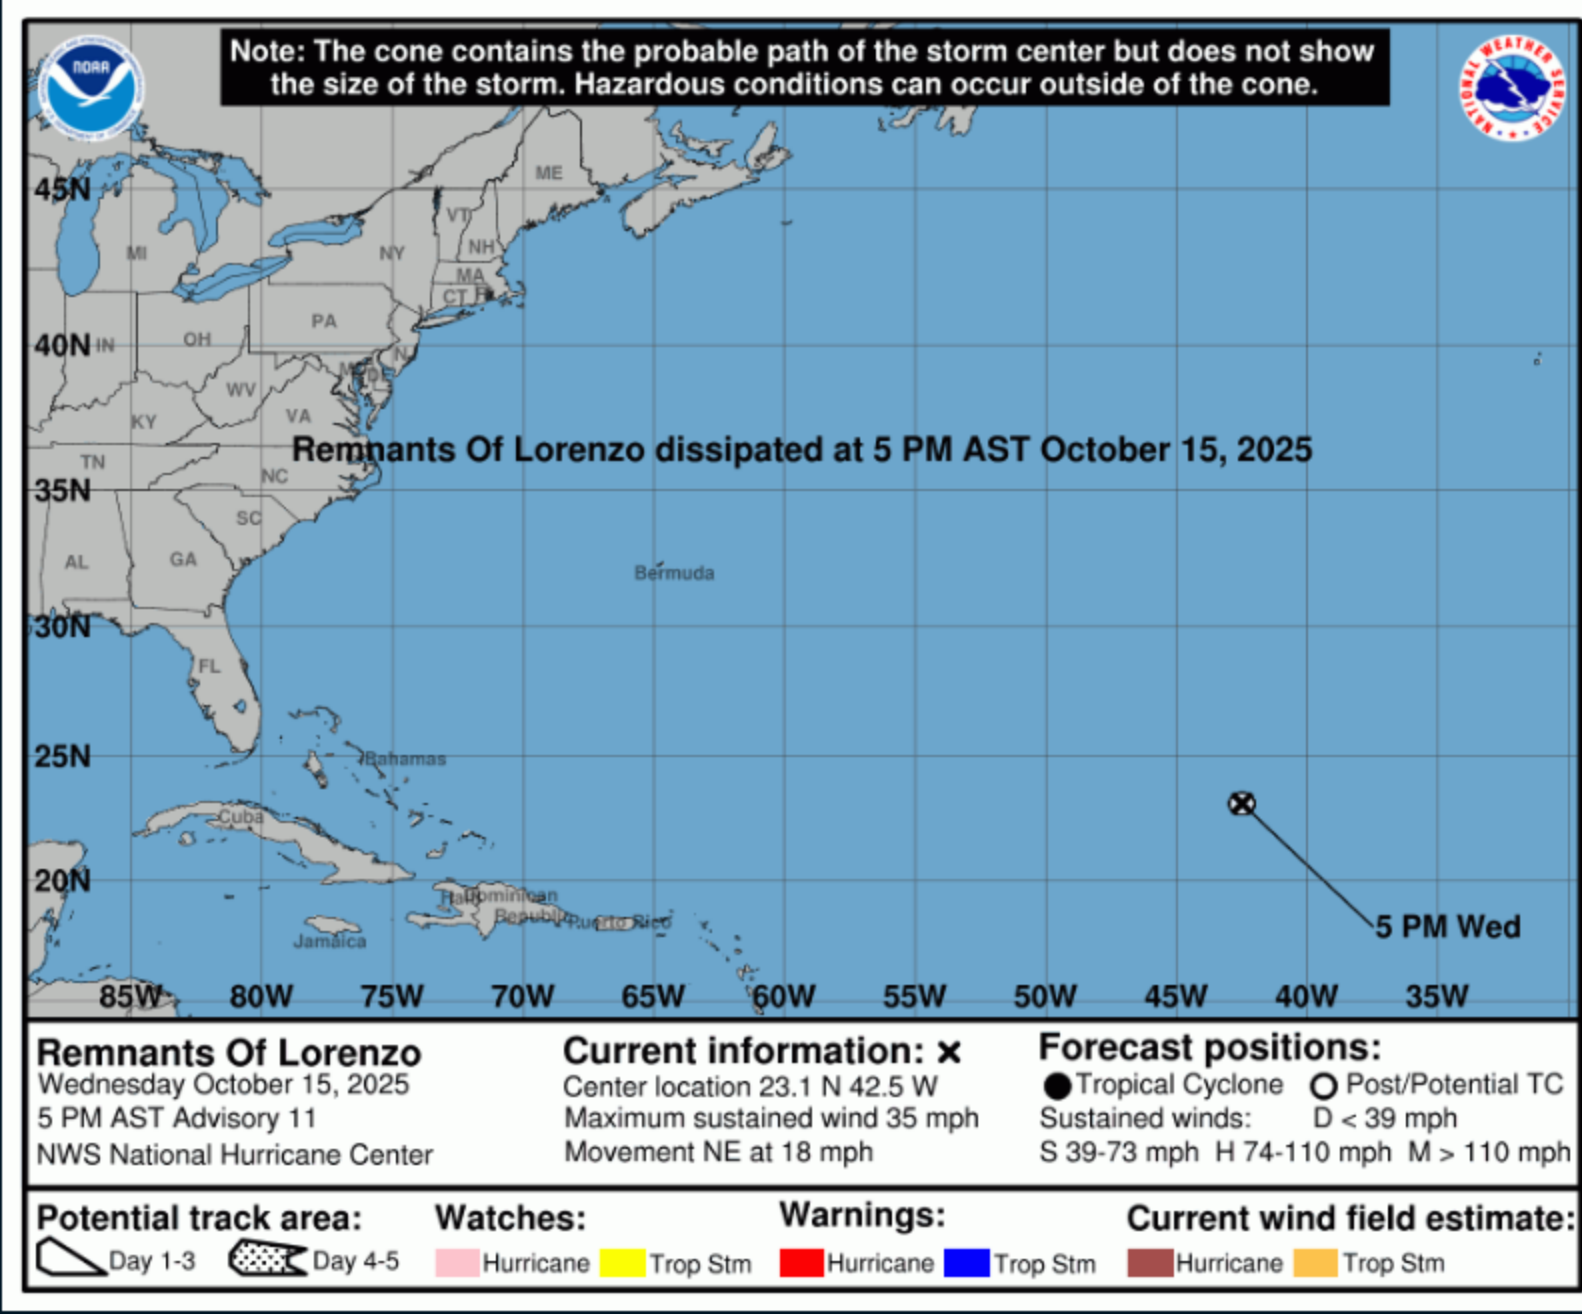 Note: The cone contains the probable path of the storm center but does not show
the size of the storm. Hazardous conditions can occur outside of the cone.
NOAA
NATIONAL WEATHER SERVICE
ME
45N
VT
MI
NY
NH
MA
CT
PA
40N
IN
OH
WV
KY
VA
Remnants Of Lorenzo dissipated at 5 PM AST October 15, 2025
TN
NC
35N
SC
AL
GA
Bermuda
30N
FL
25N
Bahamas
Cuba
20N
Dominican
Republic
Puerto Rico
Jamaica
5 PM Wed
85W 80W 75W 70W 65W 60W 55W 50W 45W 40W 35W
Remnants Of Lorenzo
Wednesday October 15, 2025
5 PM AST Advisory 11
NWS National Hurricane Center
Current information: x
Center location 23.1 N 42.5 W
Maximum sustained wind 35 mph
Movement NE at 18 mph
Forecast positions:
Tropical Cyclone Post/Potential TC
Sustained winds: D < 39 mph
S 39-73 mph H 74-110 mph M > 110 mph
Potential track area:
Day 1-3 Day 4-5
Watches:
Hurricane Trop Stm
Warnings:
Hurricane Trop Stm
Current wind field estimate:
Hurricane Trop Stm